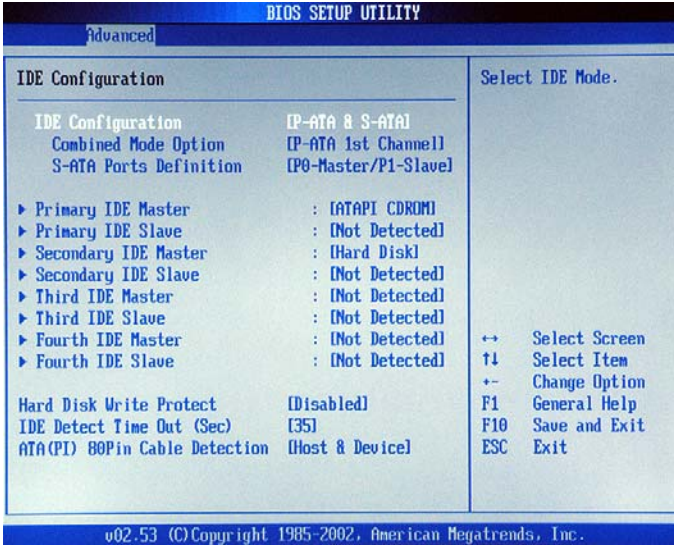 BIOS SETUP UTILITY
Advanced
IDE Configuration
IDE Configuration [P-ATA & S-ATA]
Combined Mode Option [P-ATA 1st Channel]
S-ATA Ports Definition [P0-Master/P1-Slave]
Primary IDE Master : [ATAPI CDROM]
Primary IDE Slave : [Not Detected]
Secondary IDE Master : [Hard Disk]
Secondary IDE Slave : [Not Detected]
Third IDE Master : [Not Detected]
Third IDE Slave : [Not Detected]
Fourth IDE Master : [Not Detected]
Fourth IDE Slave : [Not Detected]
Hard Disk Write Protect [Disabled]
IDE Detect Time Out (Sec) [35]
ATA(PI) 80Pin Cable Detection [Host & Device]
Select IDE Mode.
↔ Select Screen
↑↓ Select Item
+- Change Option
F1 General Help
F10 Save and Exit
ESC Exit
v02.53 (C)Copyright 1985-2002, American Megatrends, Inc.